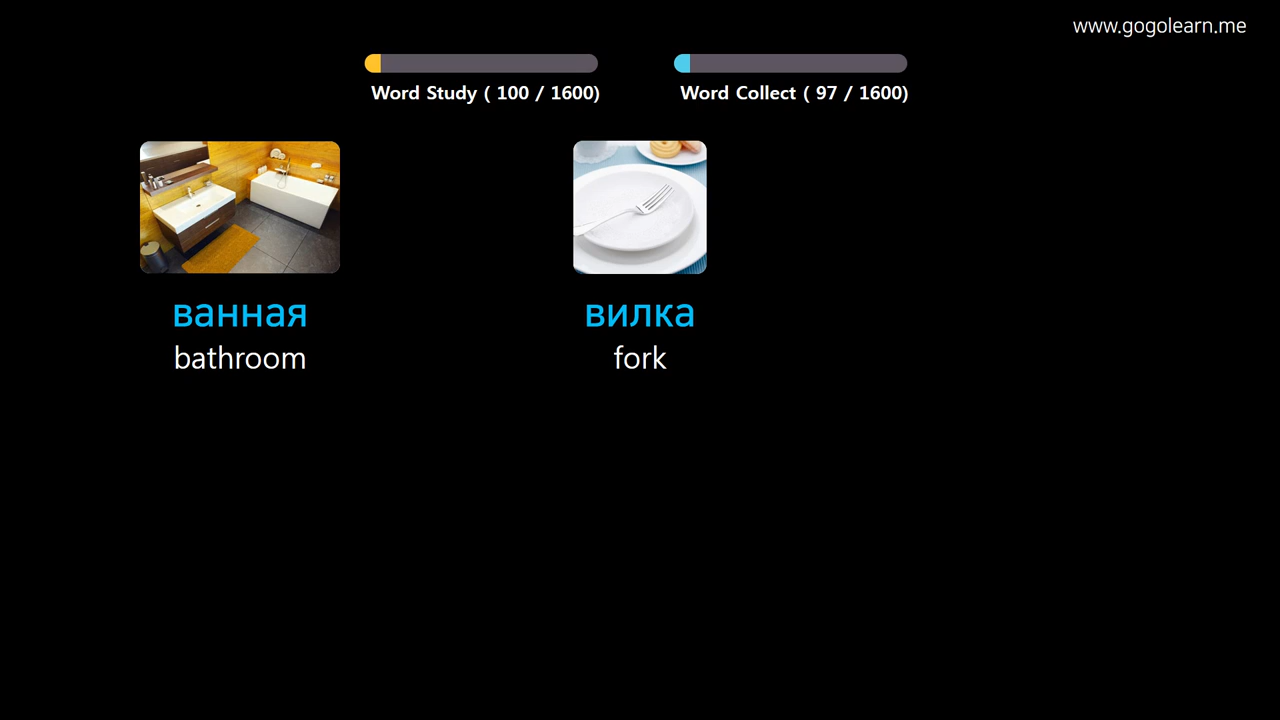 www.gogolearn.me
Word Study ( 100 / 1600)
Word Collect ( 97 / 1600)
ванная
bathroom
вилка
fork